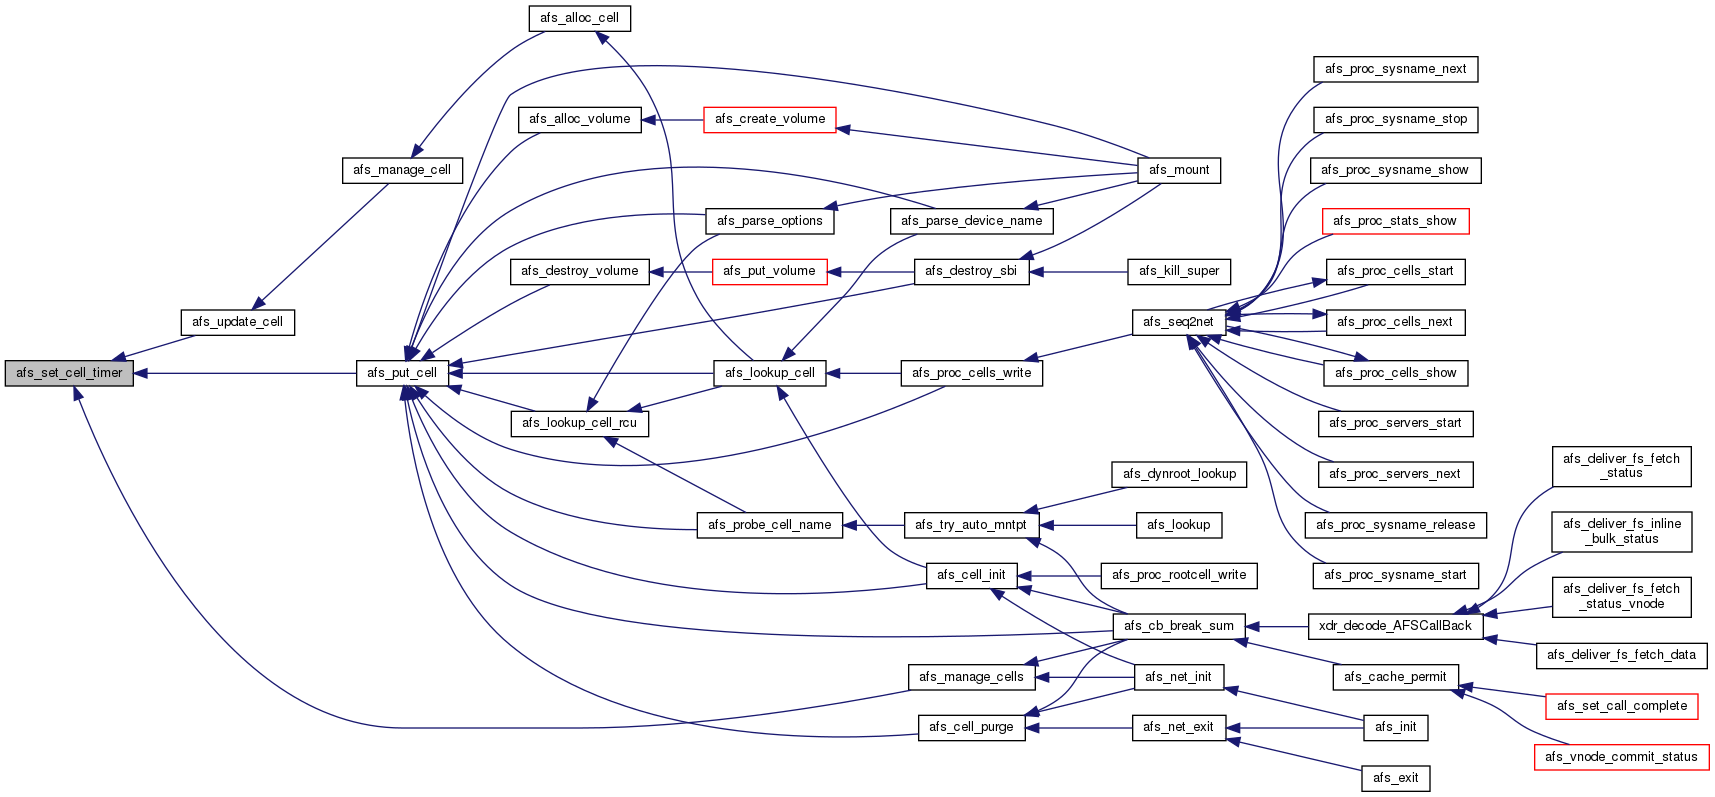 afs_alloc_cell
afs_proc_sysname_next
afs_alloc_volume
afs_create_volume
afs_proc_sysname_stop
afs_manage_cell
afs_mount
afs_proc_sysname_show
afs_parse_options
afs_parse_device_name
afs_proc_stats_show
afs_destroy_volume
afs_put_volume
afs_destroy_sbi
afs_kill_super
afs_proc_cells_start
afs_update_cell
afs_seq2net
afs_proc_cells_next
afs_set_cell_timer
afs_put_cell
afs_lookup_cell
afs_proc_cells_write
afs_proc_cells_show
afs_lookup_cell_rcu
afs_proc_servers_start
afs_dynroot_lookup
afs_proc_servers_next
afs_deliver_fs_fetch
_status
afs_probe_cell_name
afs_try_auto_mntpt
afs_lookup
afs_proc_sysname_release
afs_deliver_fs_inline
_bulk_status
afs_cell_init
afs_proc_rootcell_write
afs_proc_sysname_start
afs_deliver_fs_fetch
_status_vnode
afs_cb_break_sum
xdr_decode_AFSCallBack
afs_deliver_fs_fetch_data
afs_manage_cells
afs_net_init
afs_cache_permit
afs_set_call_complete
afs_cell_purge
afs_net_exit
afs_init
afs_vnode_commit_status
afs_exit